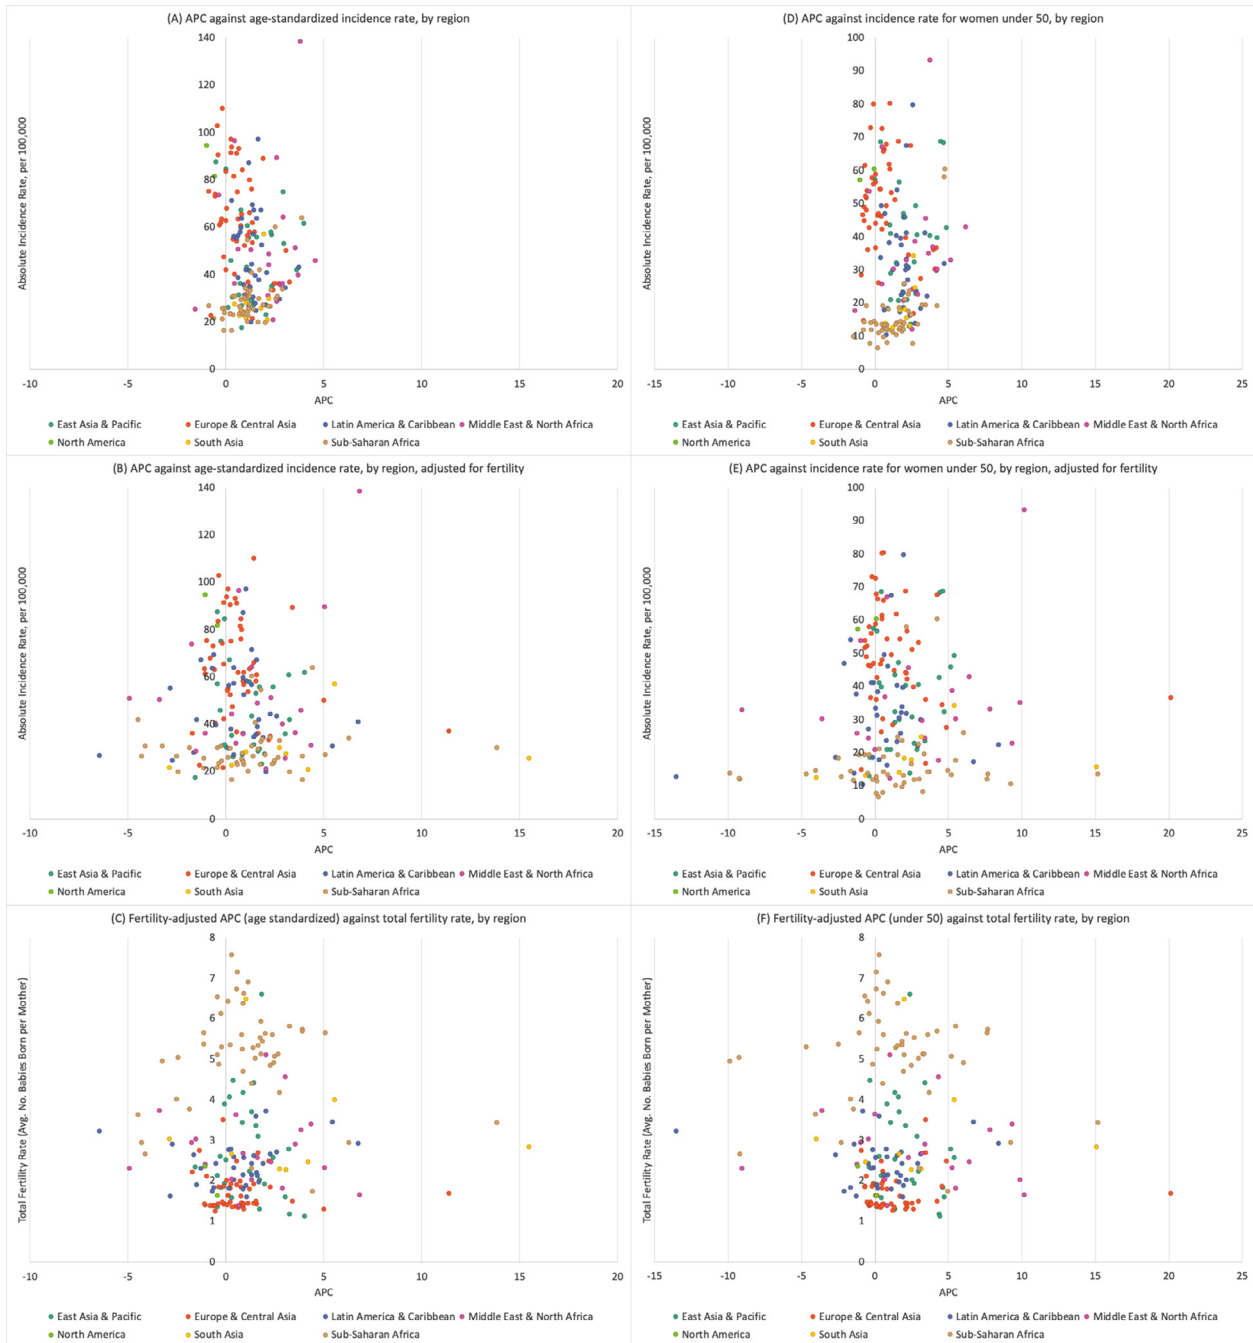 (A) APC against age-standardized incidence rate, by region
Absolute Incidence Rate, per 100,000
140
120
100
80
60
40
20
0
-10 -5 0 5 10 15 20
APC
East Asia & Pacific Europe & Central Asia Latin America & Caribbean Middle East & North Africa
North America South Asia Sub-Saharan Africa
(D) APC against incidence rate for women under 50, by region
Absolute Incidence Rate, per 100,000
100
90
80
70
60
50
40
30
20
10
0
-15 -10 -5 0 5 10 15 20 25
APC
East Asia & Pacific Europe & Central Asia Latin America & Caribbean Middle East & North Africa
North America South Asia Sub-Saharan Africa
(B) APC against age-standardized incidence rate, by region, adjusted for fertility
Absolute Incidence Rate, per 100,000
140
120
100
80
60
40
20
0
-10 -5 0 5 10 15 20
APC
East Asia & Pacific Europe & Central Asia Latin America & Caribbean Middle East & North Africa
North America South Asia Sub-Saharan Africa
(E) APC against incidence rate for women under 50, by region, adjusted for fertility
Absolute Incidence Rate, per 100,000
100
90
80
70
60
50
40
30
20
10
0
-15 -10 -5 0 5 10 15 20 25
APC
East Asia & Pacific Europe & Central Asia Latin America & Caribbean Middle East & North Africa
North America South Asia Sub-Saharan Africa
(C) Fertility-adjusted APC (age standardized) against total fertility rate, by region
Total Fertility Rate (Avg. No. Babies Born per Mother)
8
7
6
5
4
3
2
1
0
-10 -5 0 5 10 15 20
APC
East Asia & Pacific Europe & Central Asia Latin America & Caribbean Middle East & North Africa
North America South Asia Sub-Saharan Africa
(F) Fertility-adjusted APC (under 50) against total fertility rate, by region
Total Fertility Rate (Avg. No. Babies Born per Mother)
8
7
6
5
4
3
2
1
0
-15 -10 -5 0 5 10 15 20 25
APC
East Asia & Pacific Europe & Central Asia Latin America & Caribbean Middle East & North Africa
North America South Asia Sub-Saharan Africa